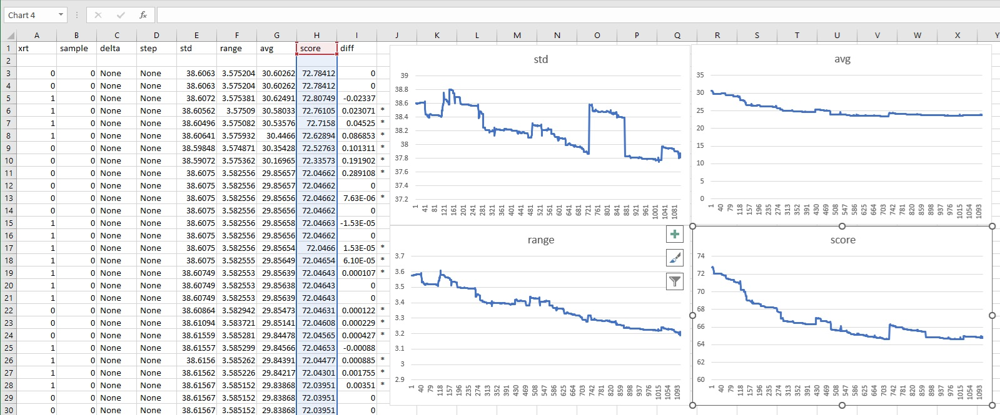 Chart 4
fx
A B C D E F G H I J K L M N O P Q R S T U V W X Y
1 xrt sample delta step std range avg score diff
2
3 0 0 None None 38.6063 3.575204 30.60262 72.78412 0
4 0 0 None None 38.6063 3.575204 30.60262 72.78412 0
5 1 0 None None 38.6072 3.575381 30.62491 72.80749 -0.02337
6 1 0 None None 38.60562 3.57509 30.58033 72.76105 0.023071 *
7 1 0 None None 38.60496 3.575082 30.53576 72.7158 0.04525 *
8 1 0 None None 38.60641 3.575932 30.4466 72.62894 0.086853 *
9 0 0 None None 38.59848 3.574871 30.35428 72.52763 0.101311 *
10 0 0 None None 38.59072 3.575362 30.16965 72.33573 0.191902 *
11 0 0 None None 38.6075 3.582556 29.85657 72.04662 0.289108 *
12 0 0 None None 38.6075 3.582556 29.85657 72.04662 0
13 0 0 None None 38.6075 3.582556 29.85656 72.04662 7.63E-06 *
14 0 0 None None 38.6075 3.582556 29.85656 72.04662 0
15 1 0 None None 38.6075 3.582556 29.85658 72.04663 -1.53E-05
16 1 0 None None 38.6075 3.582556 29.85656 72.04662 0
17 1 0 None None 38.6075 3.582556 29.85654 72.0466 1.53E-05 *
18 1 0 None None 38.6075 3.582555 29.85649 72.04654 6.10E-05 *
19 1 0 None None 38.60749 3.582553 29.85639 72.04643 0.000107 *
20 1 0 None None 38.60749 3.582553 29.85638 72.04643 0
21 1 0 None None 38.60749 3.582553 29.85639 72.04643 0
22 0 0 None None 38.60864 3.582942 29.85473 72.04631 0.000122 *
23 0 0 None None 38.61094 3.583721 29.85141 72.04608 0.000229 *
24 0 0 None None 38.61559 3.585281 29.84478 72.04565 0.000427 *
25 1 0 None None 38.61557 3.585299 29.84566 72.04653 -0.00088
26 1 0 None None 38.6156 3.585262 29.84391 72.04477 0.000885 *
27 1 0 None None 38.61562 3.585226 29.84217 72.04301 0.001755 *
28 1 0 None None 38.61567 3.585152 29.83868 72.03951 0.00351 *
29 0 0 None None 38.61567 3.585152 29.83868 72.03951 0
30 0 0 None None 38.61567 3.585152 29.83868 72.03951 0
std
39
38.8
38.6
38.4
38.2
38
37.8
37.6
37.4
37.2
1 41 81 121 161 201 241 281 321 361 401 441 481 521 561 601 641 681 721 761 801 841 881 921 961 1001 1041 1081
avg
35
30
25
20
15
10
5
0
1 40 79 118 157 196 235 274 313 352 391 430 469 508 547 586 625 664 703 742 781 820 859 898 937 976 1015 1054 1093
range
3.7
3.6
3.5
3.4
3.3
3.2
3.1
3
2.9
1 40 79 118 157 196 235 274 313 352 391 430 469 508 547 586 625 664 703 742 781 820 859 898 937 976 1015 1054 1093
score
74
72
70
68
66
64
62
60
1 40 79 118 157 196 235 274 313 352 391 430 469 508 547 586 625 664 703 742 781 820 859 898 937 976 1015 1054 1093